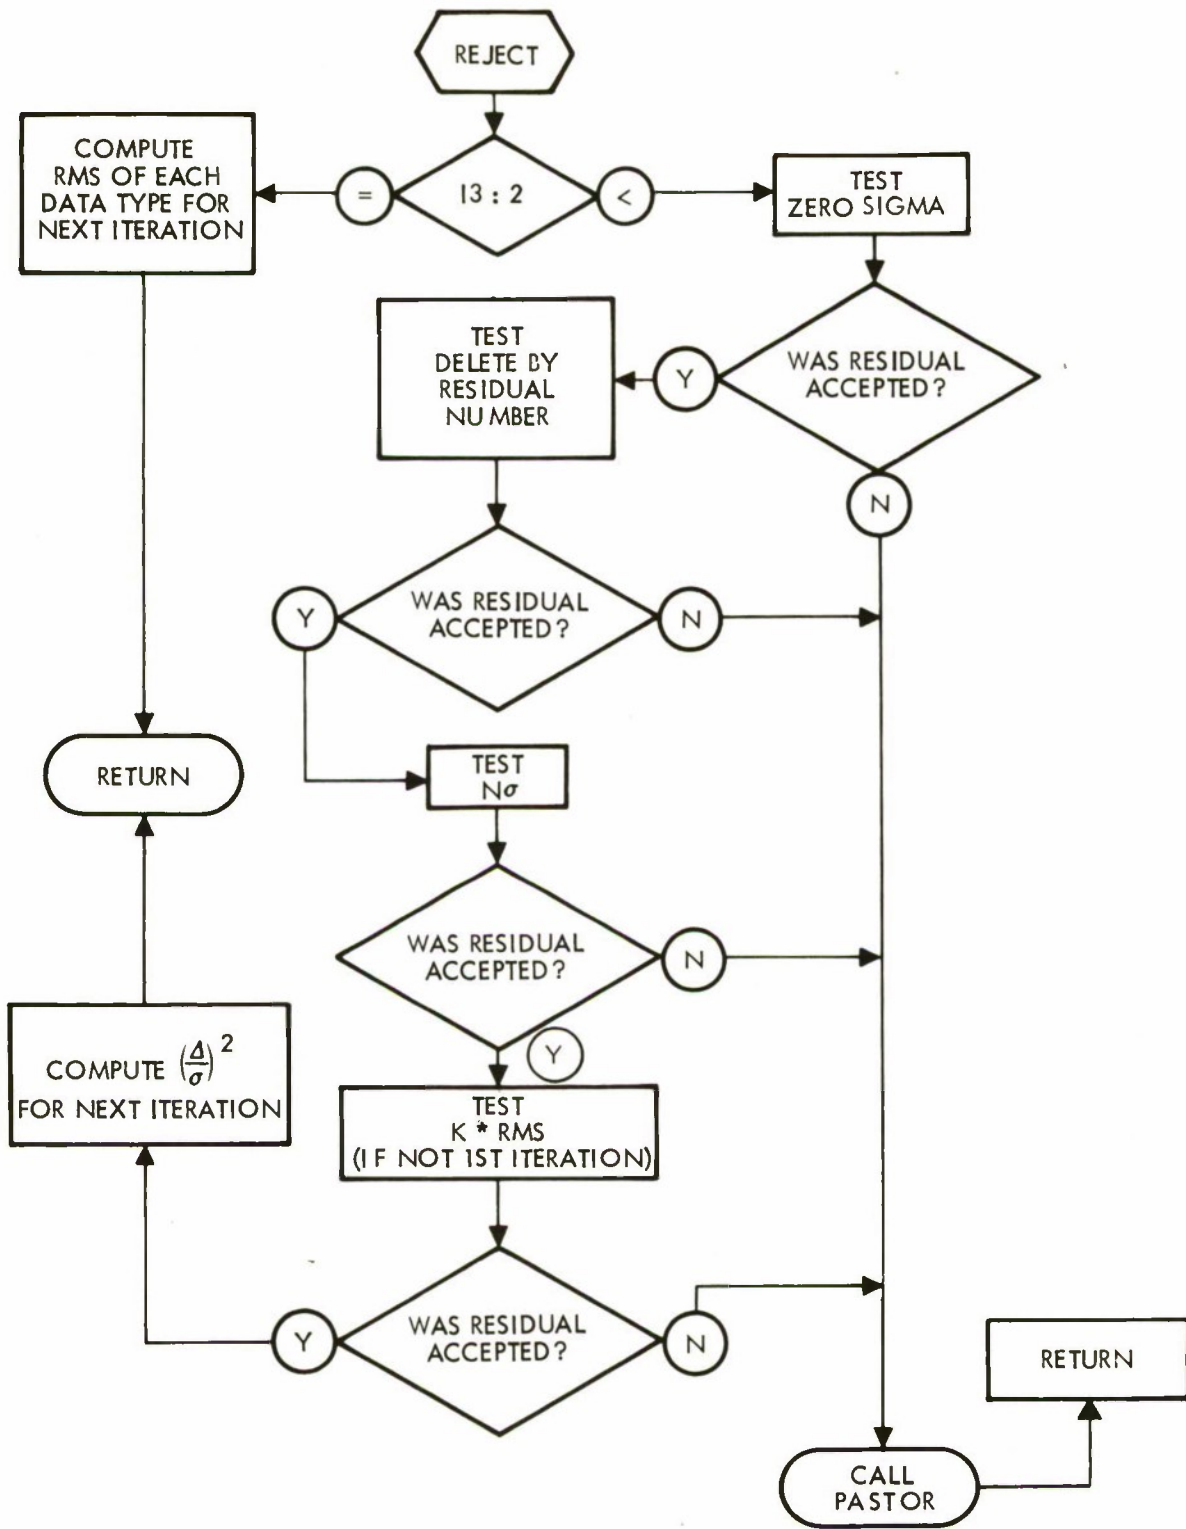 REJECT
COMPUTE
RMS OF EACH
DATA TYPE FOR
NEXT ITERATION
=
I3 : 2
<
TEST
ZERO SIGMA
TEST
DELETE BY
RESIDUAL
NUMBER
Y
WAS RESIDUAL
ACCEPTED?
N
Y
WAS RESIDUAL
ACCEPTED?
N
RETURN
TEST
Nσ
WAS RESIDUAL
ACCEPTED?
N
Y
COMPUTE (Δ/σ)²
FOR NEXT ITERATION
TEST
K * RMS
(IF NOT 1ST ITERATION)
Y
WAS RESIDUAL
ACCEPTED?
N
RETURN
CALL
PASTOR